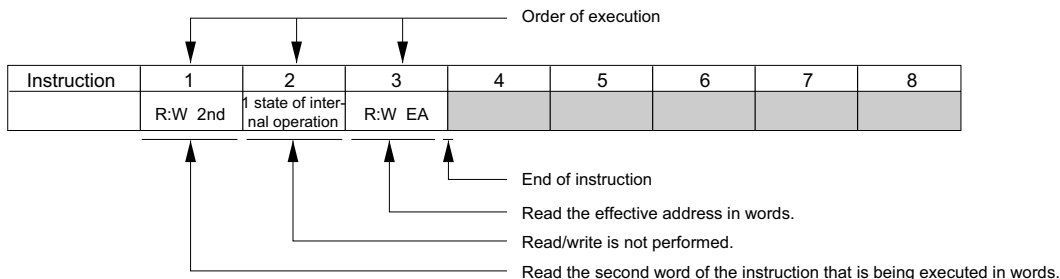 Order of execution
Instruction 1 2 3 4 5 6 7 8
R:W 2nd 1 state of inter-
nal operation R:W EA
End of instruction
Read the effective address in words.
Read/write is not performed.
Read the second word of the instruction that is being executed in words.